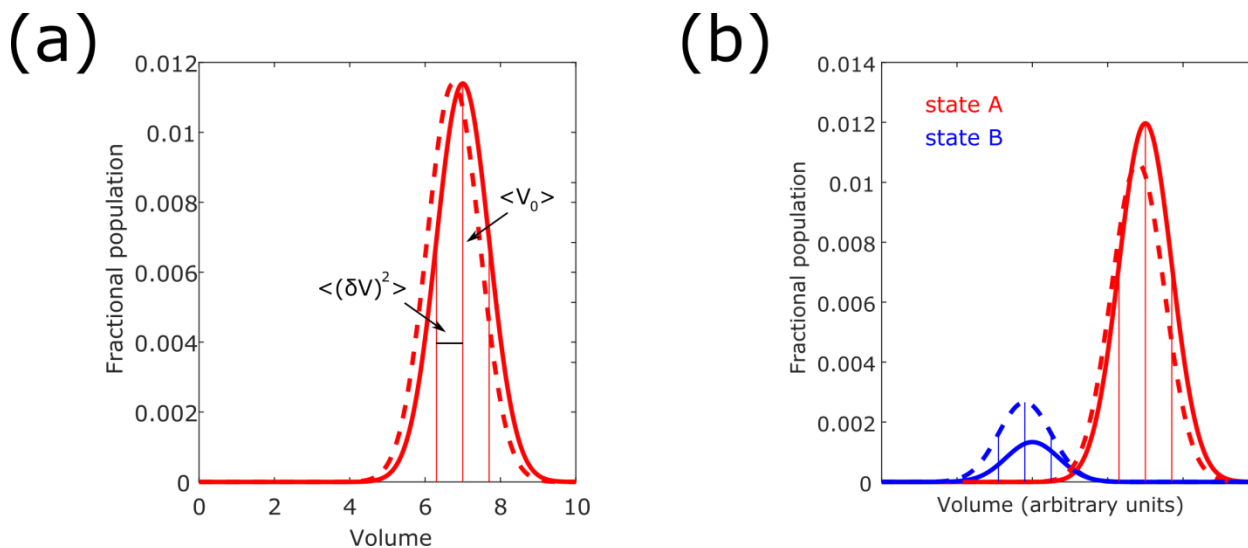 (a)
Fractional population
0.012
0.01
0.008
0.006
0.004
0.002
0
<V₀>
<(δV)²>
0 2 4 6 8 10
Volume
(b)
Fractional population
0.014
0.012
0.01
0.008
0.006
0.004
0.002
0
state A
state B
Volume (arbitrary units)